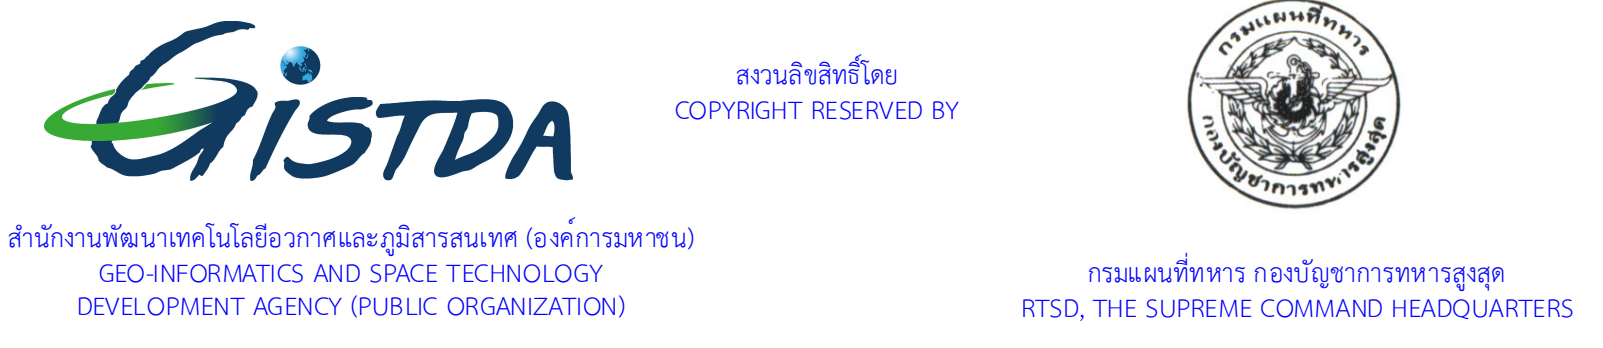 GISTDA
สำนักงานพัฒนาเทคโนโลยีอวกาศและภูมิสารสนเทศ (องค์การมหาชน)
GEO-INFORMATICS AND SPACE TECHNOLOGY
DEVELOPMENT AGENCY (PUBLIC ORGANIZATION)
สงวนลิขสิทธิ์โดย
COPYRIGHT RESERVED BY
กรมแผนที่ทหาร
กองบัญชาการทหารสูงสุด
กรมแผนที่ทหาร กองบัญชาการทหารสูงสุด
RTSD, THE SUPREME COMMAND HEADQUARTERS